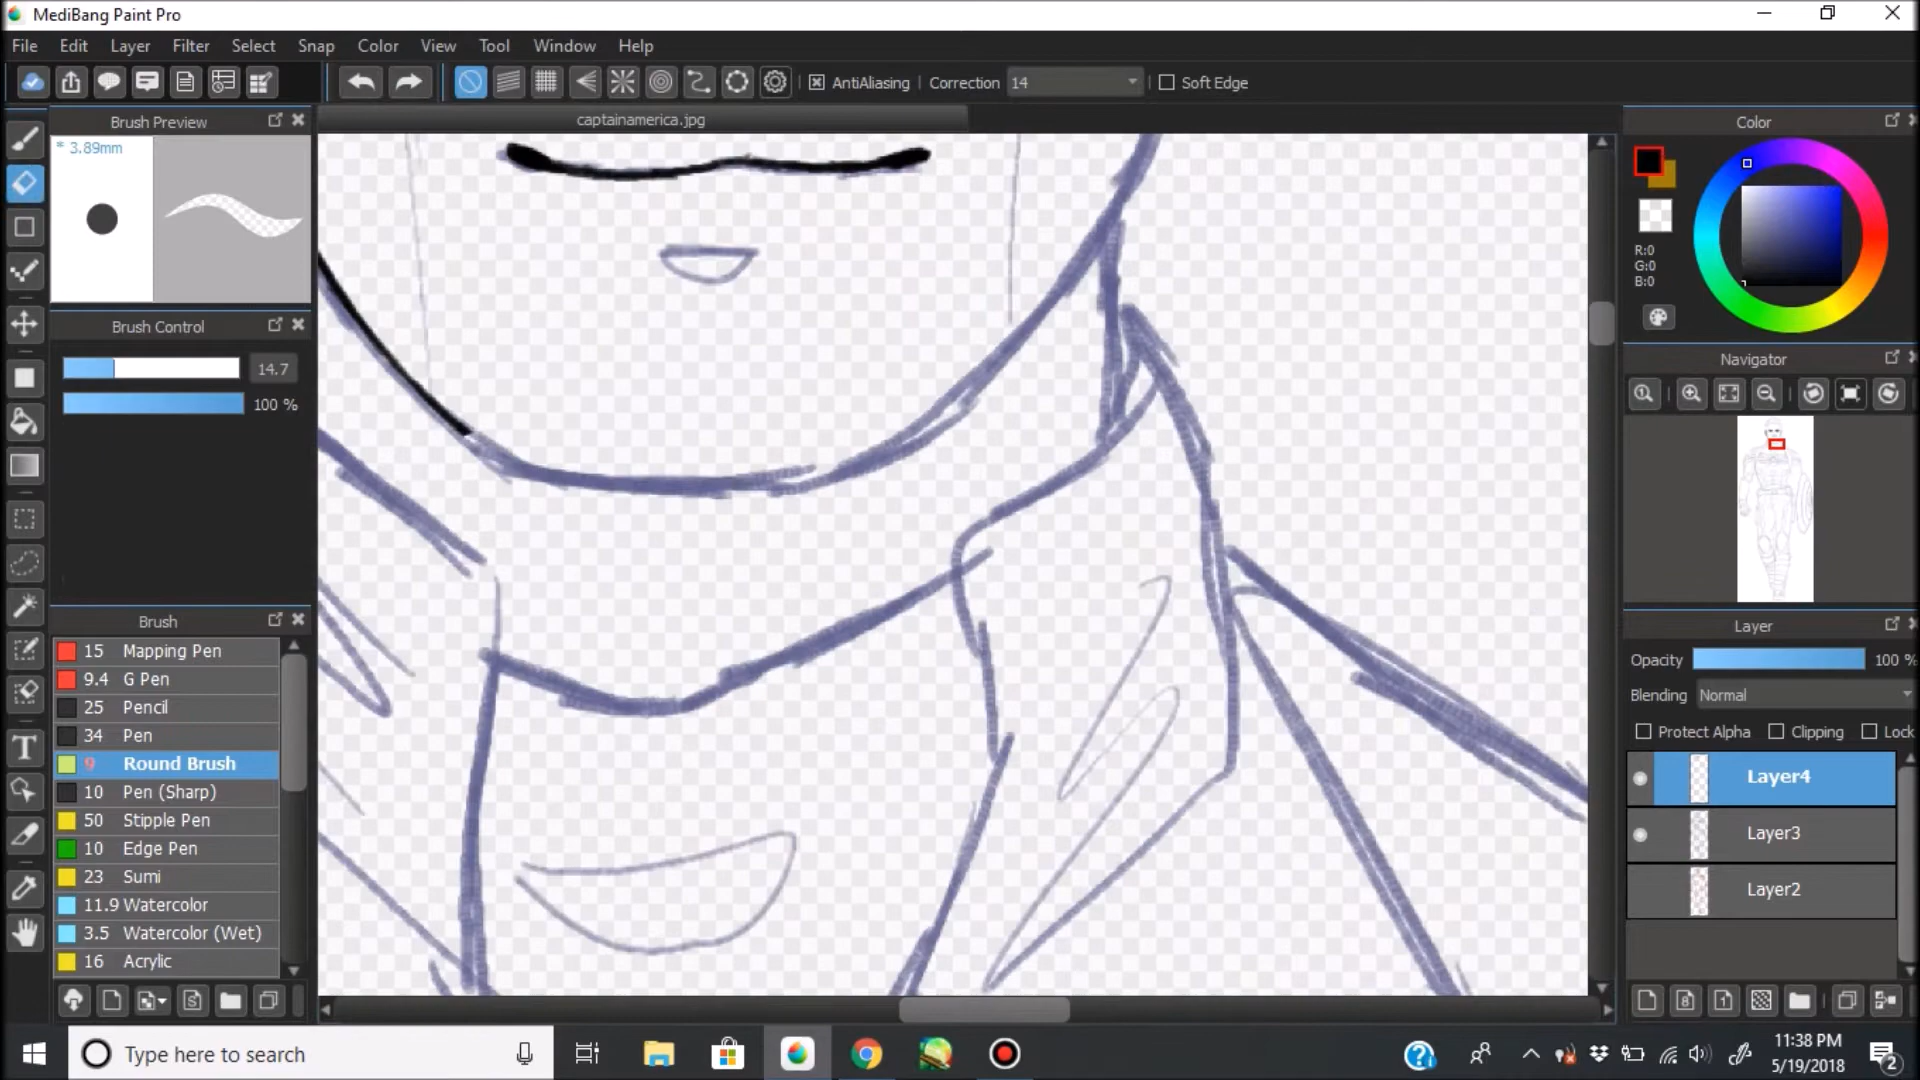 MediBang Paint Pro
File Edit Layer Filter Select Snap Color View Tool Window Help
AntiAliasing Correction 14 Soft Edge
Brush Preview
captainamerica.jpg
Color
* 3.89mm
R:0
G:0
B:0
Brush Control
14.7
100 %
Navigator
Brush
15 Mapping Pen
9.4 G Pen
25 Pencil
34 Pen
9 Round Brush
10 Pen (Sharp)
50 Stipple Pen
10 Edge Pen
23 Sumi
11.9 Watercolor
3.5 Watercolor (Wet)
16 Acrylic
Layer
Opacity 100 %
Blending Normal
Protect Alpha Clipping Lock
Layer4
Layer3
Layer2
Type here to search
11:38 PM
5/19/2018
2